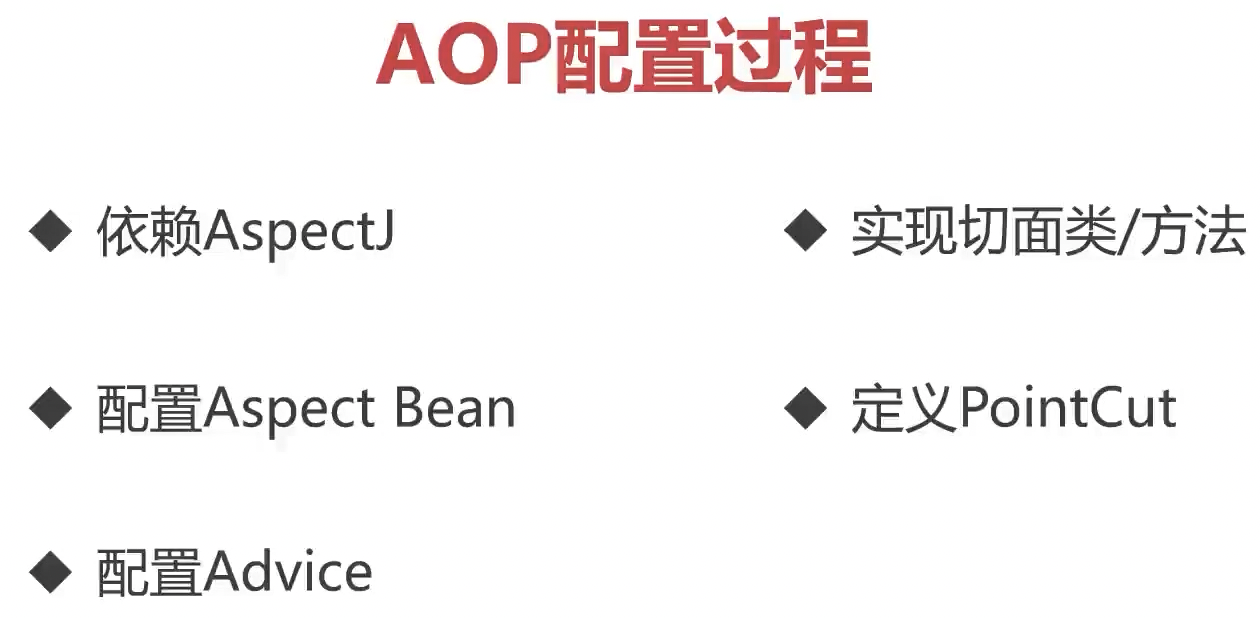 AOP配置过程
依赖AspectJ
实现切面类/方法
配置Aspect Bean
定义PointCut
配置Advice